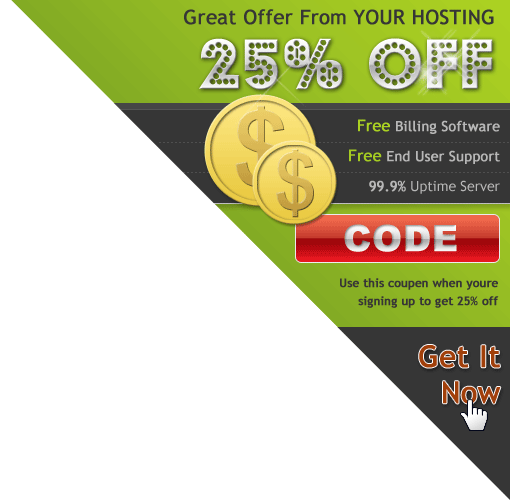 Great Offer From YOUR HOSTING
25% OFF
Free Billing Software
Free End User Support
99.9% Uptime Server
$
$
CODE
Use this coupen when youre
signing up to get 25% off
Get It
Now